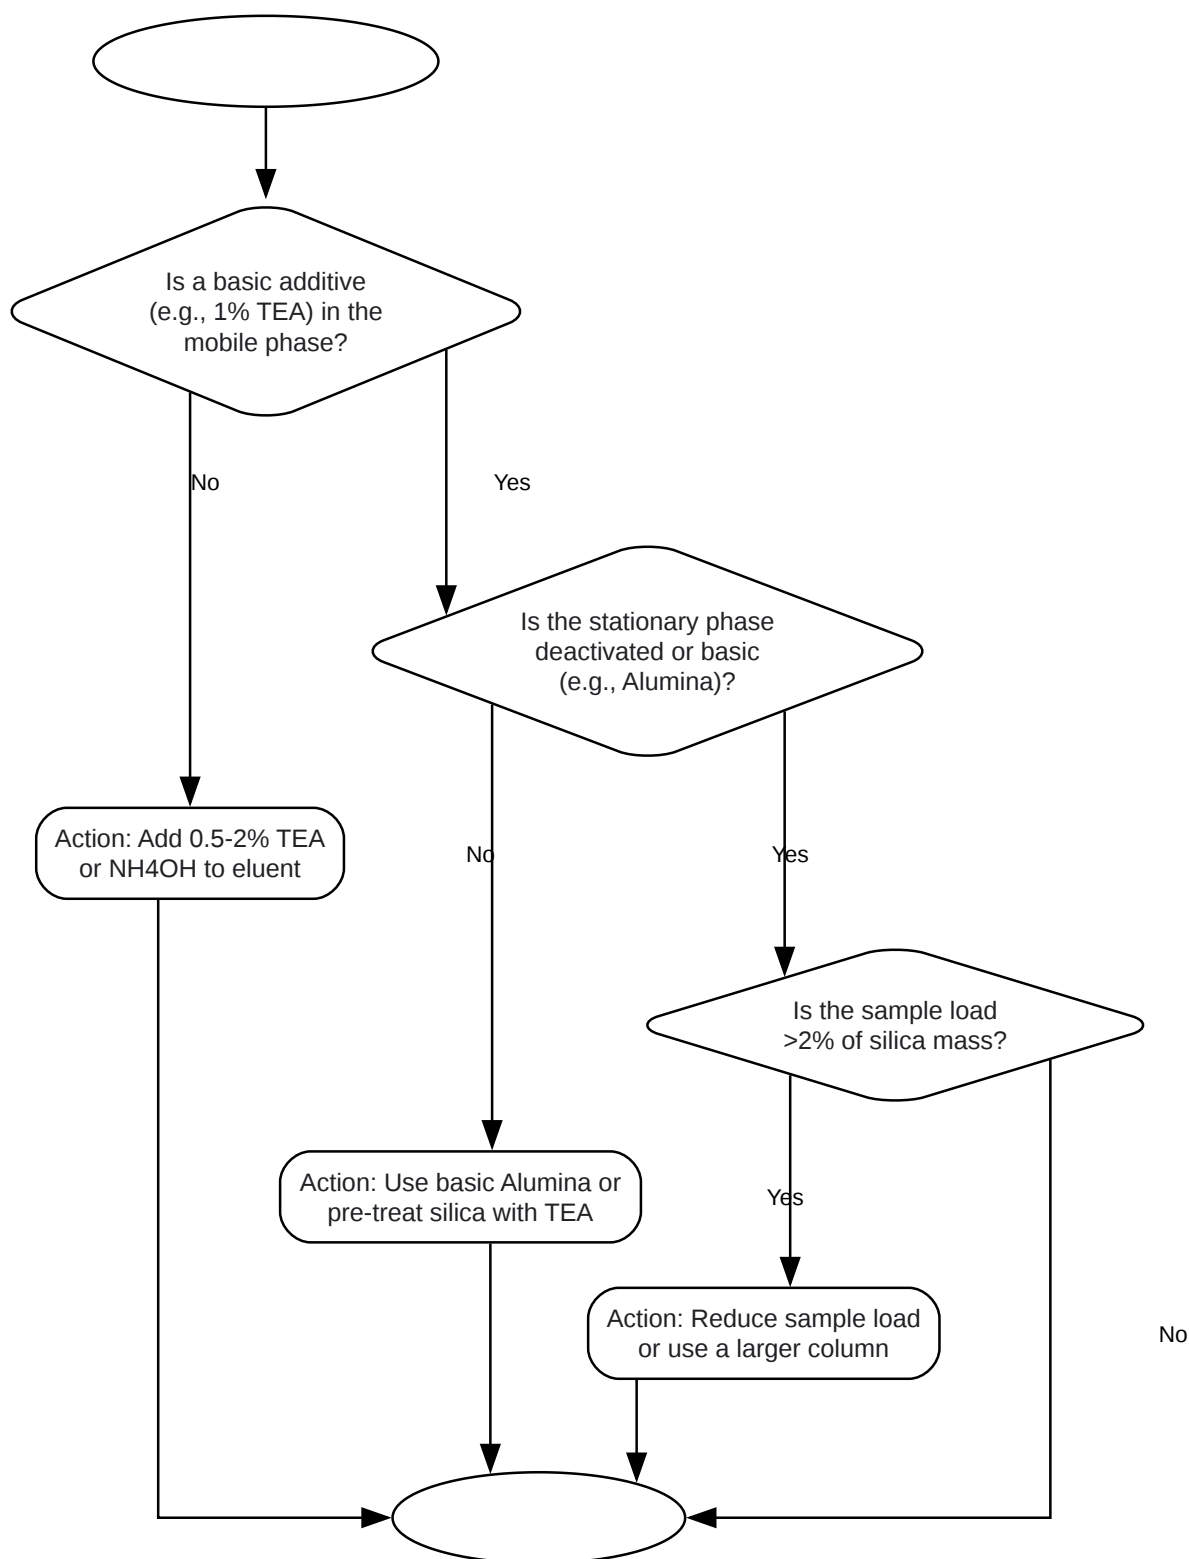 Is a basic additive
(e.g., 1% TEA) in the
mobile phase?
No
Yes
Is the stationary phase
deactivated or basic
(e.g., Alumina)?
Action: Add 0.5-2% TEA
or NH4OH to eluent
No
Yes
Is the sample load
>2% of silica mass?
Action: Use basic Alumina or
pre-treat silica with TEA
Yes
Action: Reduce sample load
or use a larger column
No